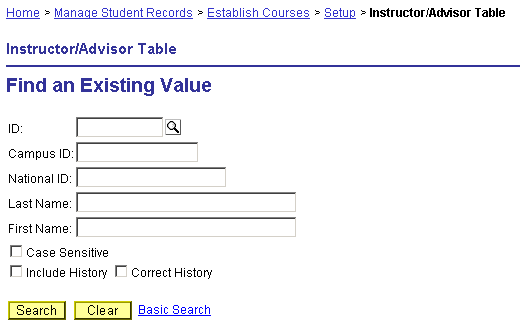 Home > Manage Student Records > Establish Courses > Setup > Instructor/Advisor Table
Instructor/Advisor Table
Find an Existing Value
ID:
Campus ID:
National ID:
Last Name:
First Name:
Case Sensitive
Include History Correct History
Search Clear Basic Search